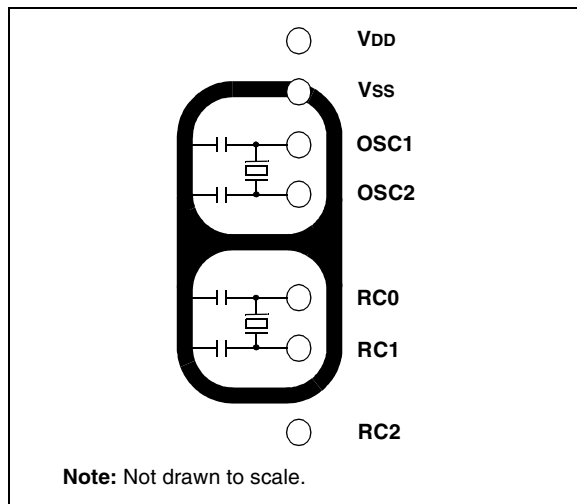 VDD
VSS
OSC1
OSC2
RC0
RC1
RC2
Note: Not drawn to scale.